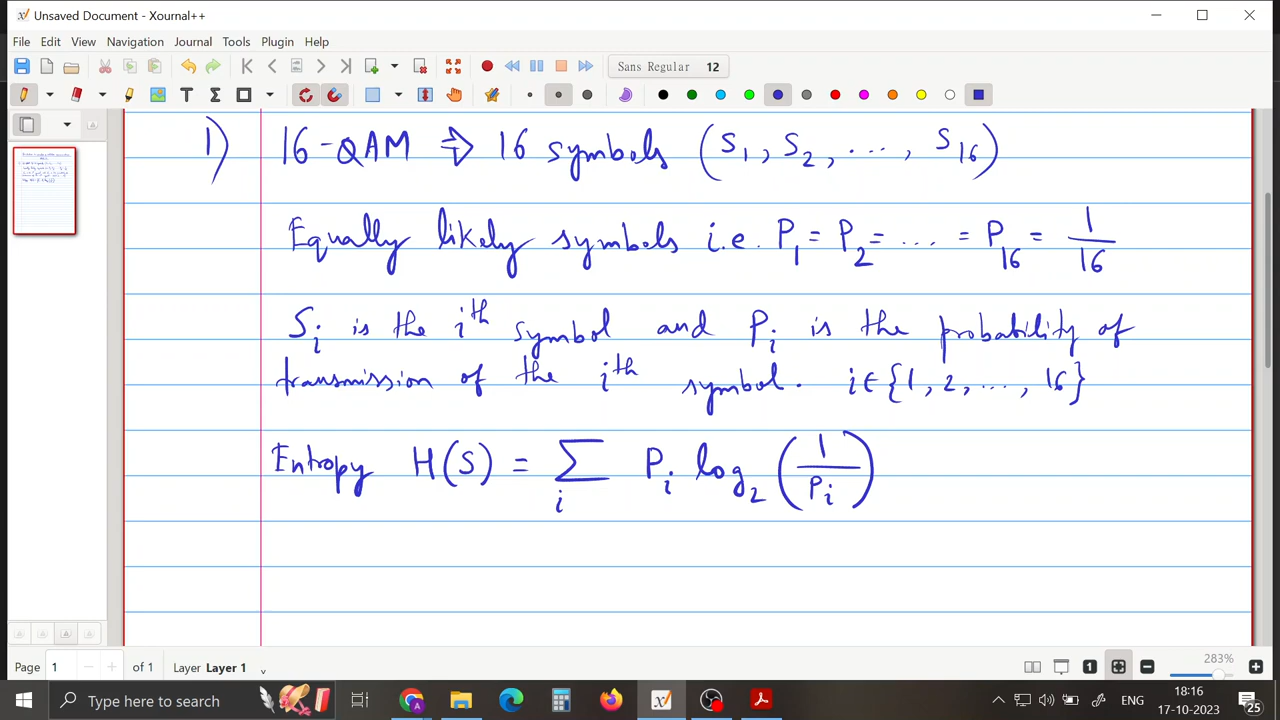 Unsaved Document - Xournal++
File Edit View Navigation Journal Tools Plugin Help
Sans Regular 12
1) 16-QAM ⇒ 16 symbols (S₁, S₂, ..., S₁₆)
Equally likely symbols i.e. P₁ = P₂ = ... = P₁₆ = 1/16
Sᵢ is the iᵗʰ symbol and Pᵢ is the probability of
transmission of the iᵗʰ symbol. i∈{1, 2, ..., 16}
Entropy H(S) = ∑ᵢ Pᵢ log₂ (1/Pᵢ)
Page 1 of 1 Layer Layer 1 1 283%
Type here to search ENG 18:16
17-10-2023 25